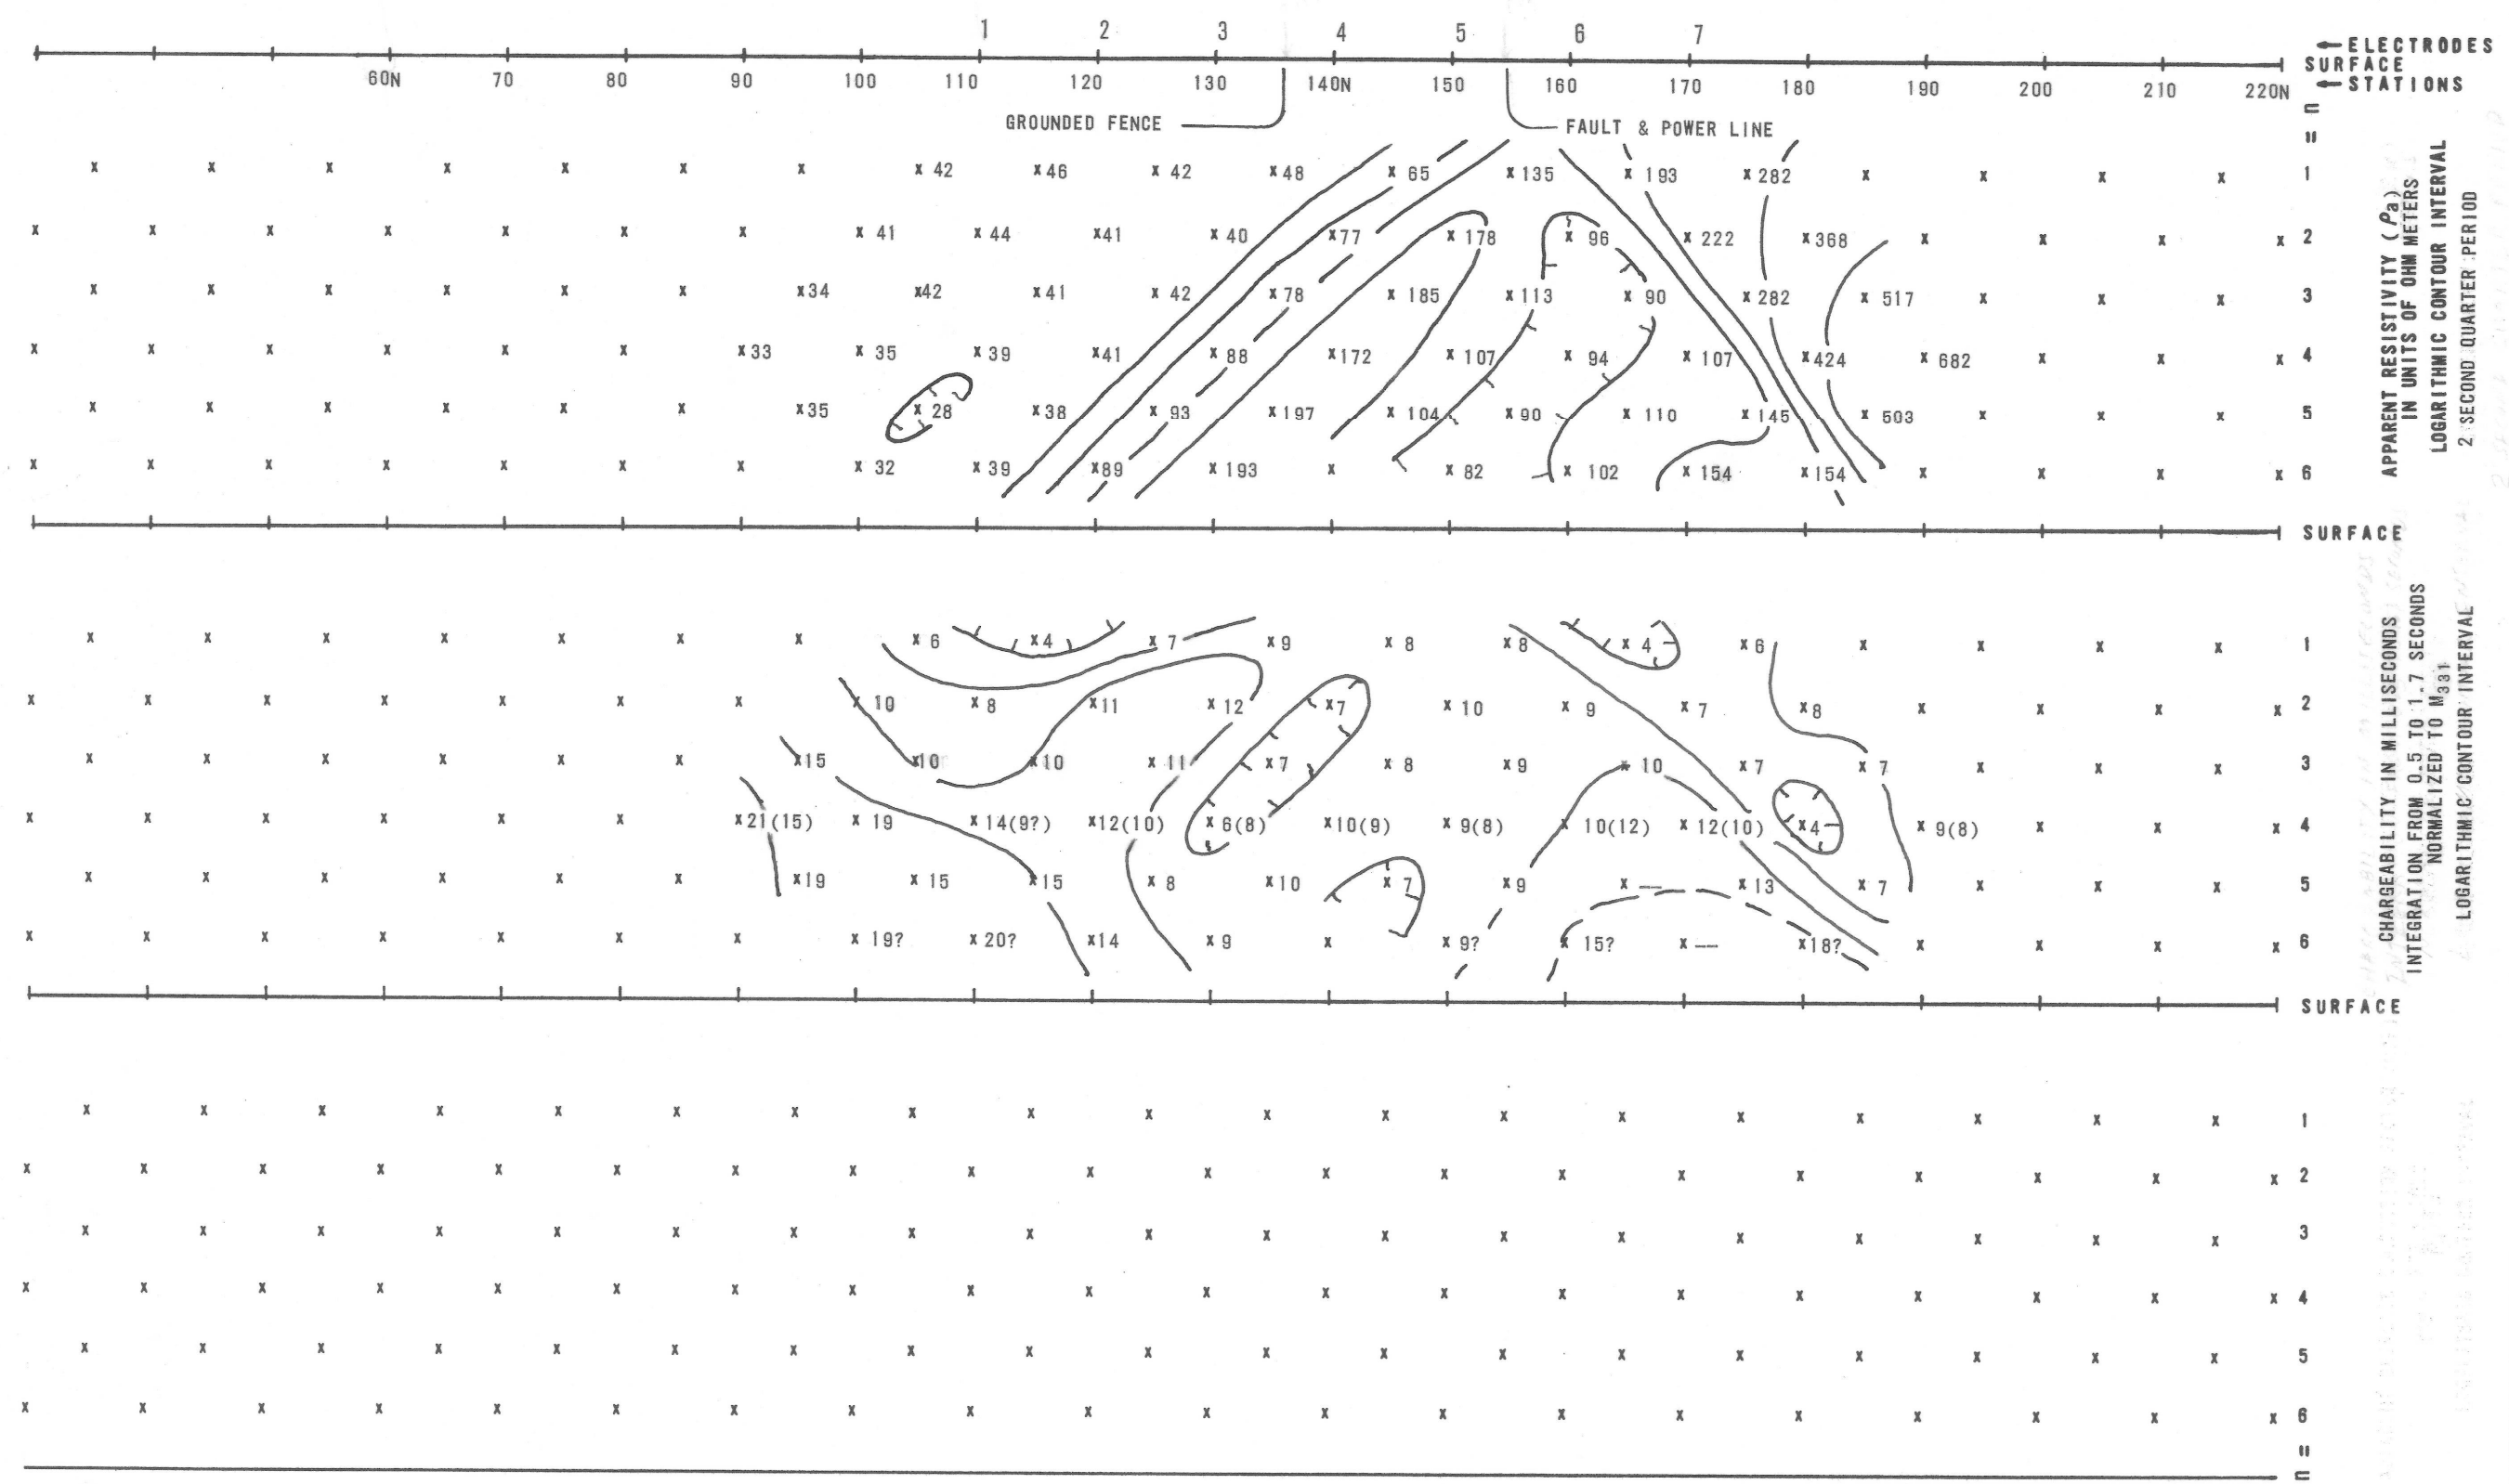 1 2 3 4 5 6 7
← ELECTRODES
SURFACE
60N 70 80 90 100 110 120 130 140N 150 160 170 180 190 200 210 220N
← STATIONS
GROUNDED FENCE
FAULT & POWER LINE
n =
x x x x x x x x 42 x 46 x 42 x 48 x 65 x 135 x 193 x 282 x x x x 1
x x x x x x x x 41 x 44 x 41 x 40 x 77 x 178 x 96 x 222 x 368 x x x x 2
x x x x x x x 34 x 42 x 41 x 42 x 78 x 185 x 113 x 90 x 282 x 517 x x x 3
x x x x x x x 33 x 35 x 39 x 41 x 88 x 172 x 107 x 94 x 107 x 424 x 682 x x x 4
x x x x x x x 35 x 28 x 38 x 93 x 197 x 104 x 90 x 110 x 145 x 503 x x x 5
x x x x x x x x 32 x 39 x 89 x 193 x x 82 x 102 x 154 x 154 x x x x 6
APPARENT RESISTIVITY (ρa)
IN UNITS OF OHM METERS
LOGARITHMIC CONTOUR INTERVAL
2 SECOND QUARTER PERIOD
SURFACE
x x x x x x x x 6 x 4 x 7 x 9 x 8 x 8 x 4 x 6 x x x x 1
x x x x x x x x 10 x 8 x 11 x 12 x 7 x 10 x 9 x 7 x 8 x x x x 2
x x x x x x x 15 x 10 x 10 x 11 x 7 x 8 x 9 x 10 x 7 x 7 x x x 3
x x x x x x x 21(15) x 19 x 14(9?) x 12(10) x 6(8) x 10(9) x 9(8) x 10(12) x 12(10) x 4 x 9(8) x x x 4
x x x x x x x 19 x 15 x 15 x 8 x 10 x 7 x 9 x — x 13 x 7 x x x 5
x x x x x x x x 19? x 20? x 14 x 9 x x 9? x 15? x — x 18? x x x x 6
CHARGEABILITY IN MILLISECONDS
INTEGRATION FROM 0.5 TO 1.7 SECONDS
NORMALIZED TO M331
LOGARITHMIC CONTOUR INTERVAL
SURFACE
x x x x x x x x x x x x x x x x x x x 1
x x x x x x x x x x x x x x x x x x x x 2
x x x x x x x x x x x x x x x x x x x 3
x x x x x x x x x x x x x x x x x x x x 4
x x x x x x x x x x x x x x x x x x x 5
x x x x x x x x x x x x x x x x x x x x 6
n =